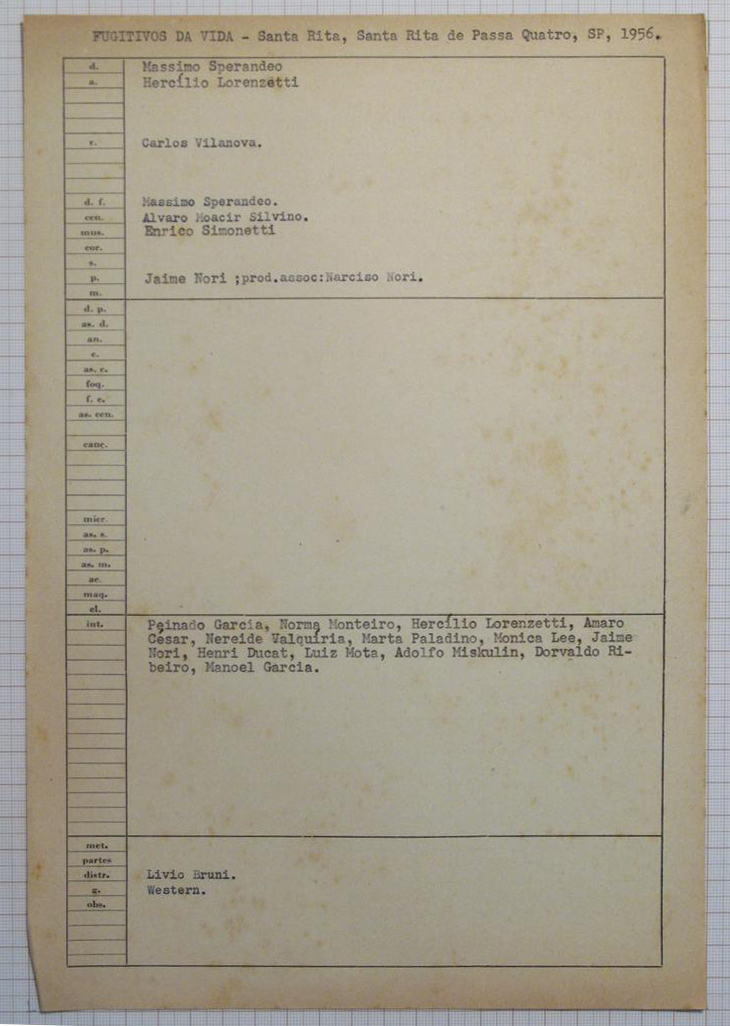 FUGITIVOS DA VIDA - Santa Rita, Santa Rita de Passa Quatro, SP, 1956.
d. Massimo Sperandeo
a. Hercílio Lorenzetti
r. Carlos Vilanova.
d. f. Massimo Sperandeo.
cen. Alvaro Moacir Silvino.
mus. Enrico Simonetti
cor.
s.
p. Jaime Nori ;prod.assoc:Narciso Nori.
m.
d. p.
as. d.
an.
c.
as. c.
foq.
f. c.
as. cen.
canç.
micr.
as. s.
as. p.
as. m.
ac.
maq.
el.
int. Peinado Garcia, Norma Monteiro, Hercílio Lorenzetti, Amaro
César, Nereide Valquíria, Marta Paladino, Monica Lee, Jaime
Nori, Henri Ducat, Luiz Mota, Adolfo Miskulin, Dorvaldo Ri-
beiro, Manoel Garcia.
met.
partes
distr. Livio Bruni.
g. Western.
obs.